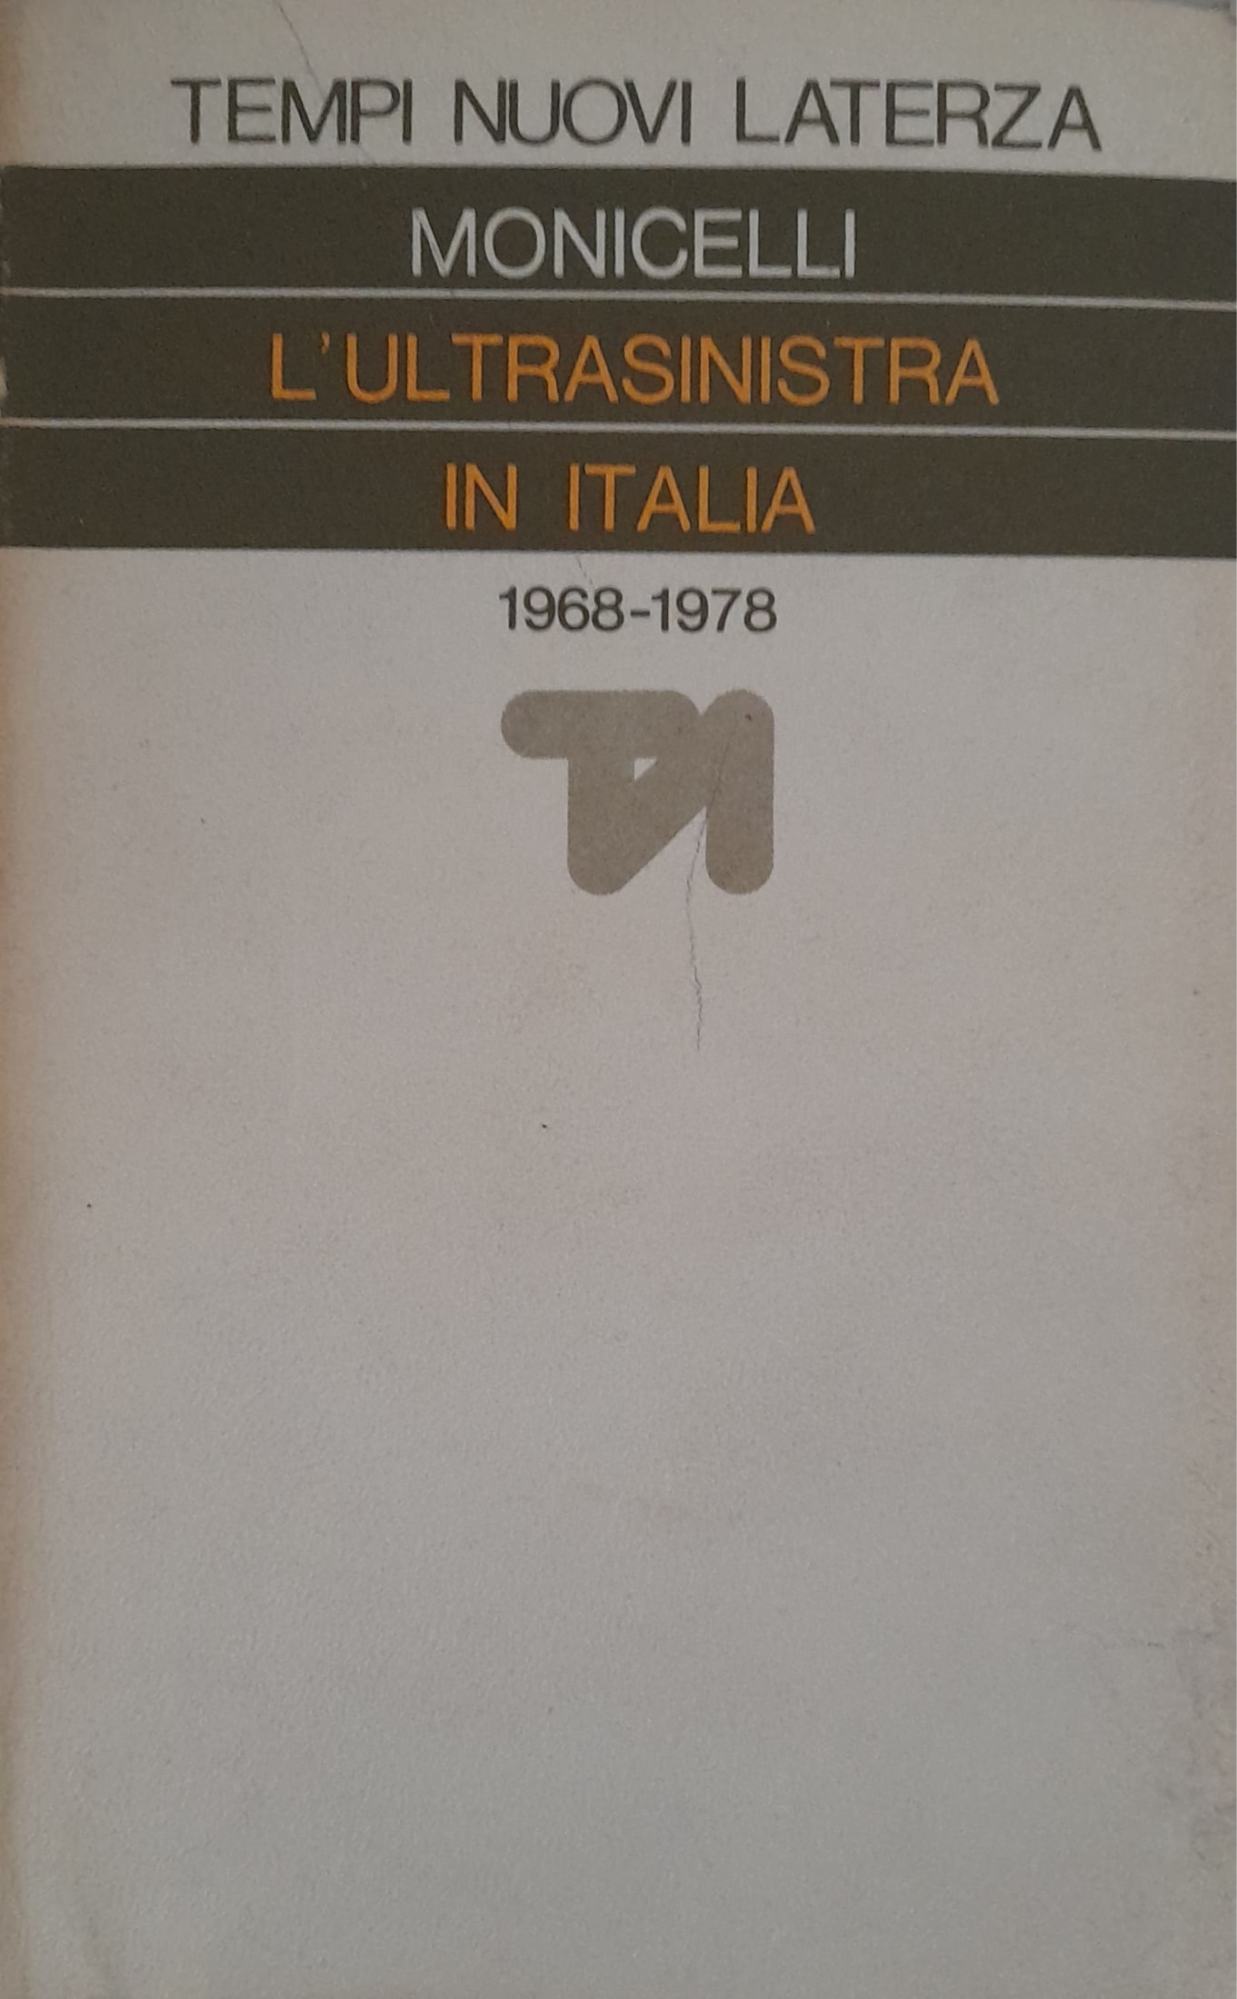 TEMPI NUOVI LATERZA
MONICELLI
L'ULTRASINISTRA
IN ITALIA
1968-1978